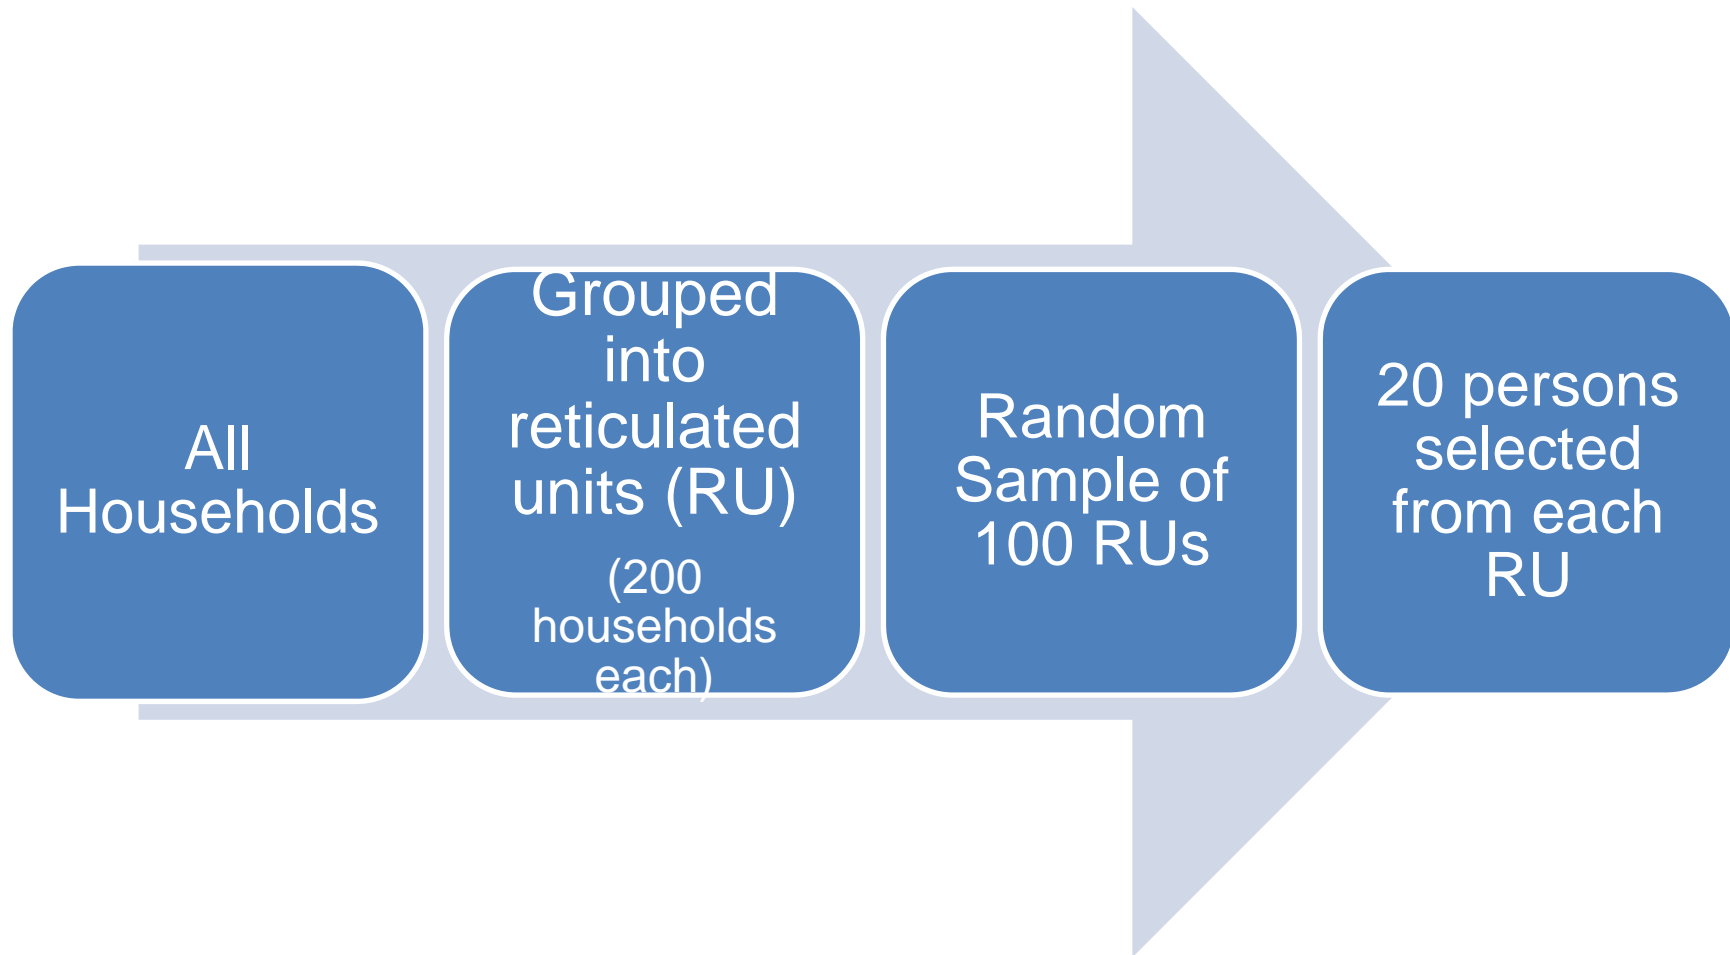 All
Households
Grouped
into
reticulated
units (RU)
(200
households
each)
Random
Sample of
100 RUs
20 persons
selected
from each
RU